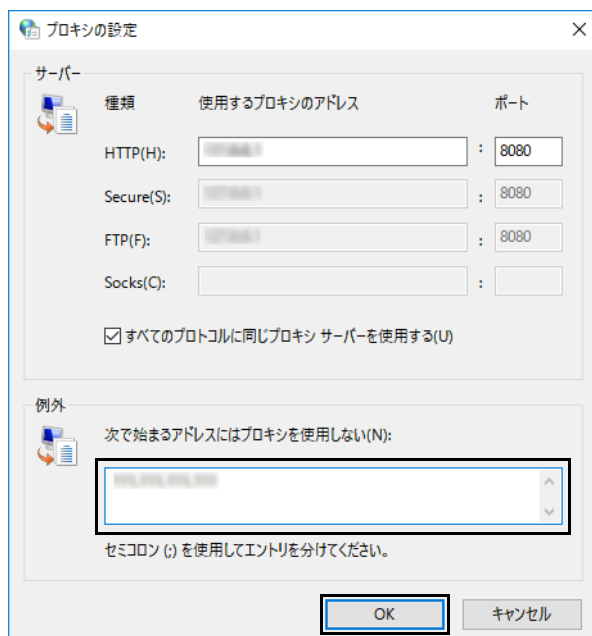 プロキシの設定
サーバー
種類 使用するプロキシのアドレス ポート
HTTP(H): : 8080
Secure(S): : 8080
FTP(F): : 8080
Socks(C): :
すべてのプロトコルに同じプロキシ サーバーを使用する(U)
例外
次で始まるアドレスにはプロキシを使用しない(N):
セミコロン (;) を使用してエントリを分けてください。
OK キャンセル